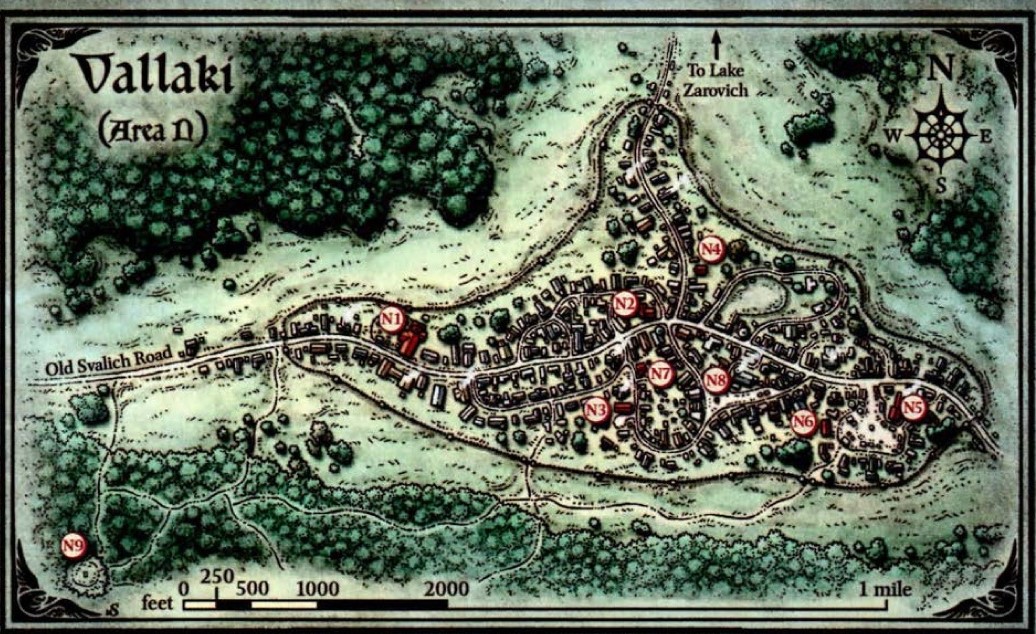 Vallaki
(Area N)
To Lake
Zarovich
N
W
E
S
N4
N2
N1
Old Svalich Road
N7
N8
N3
N5
N6
N9
feet
0
250
500
1000
2000
1 mile